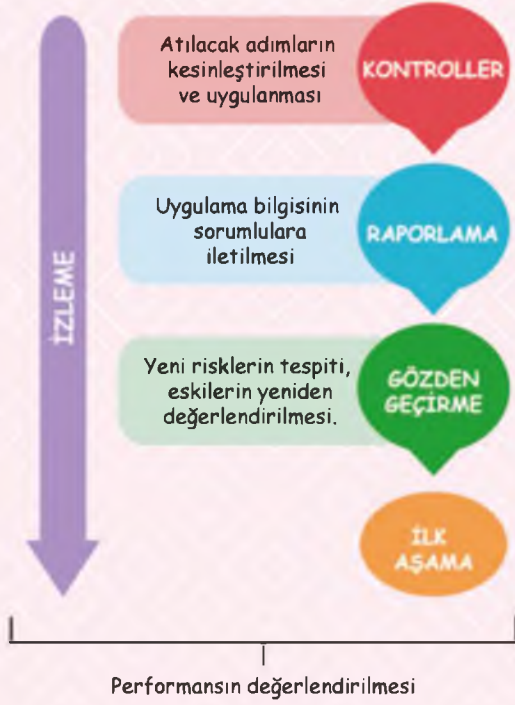 Atılacak adımların
kesinleştirilmesi
ve uygulanması
KONTROLLER
Uygulama bilgisinin
sorumlulara
iletilmesi
RAPORLAMA
İZLEME
Yeni risklerin tespiti,
eskilerin yeniden
değerlendirilmesi.
GÖZDEN
GEÇİRME
İLK
AŞAMA
Performansın değerlendirilmesi